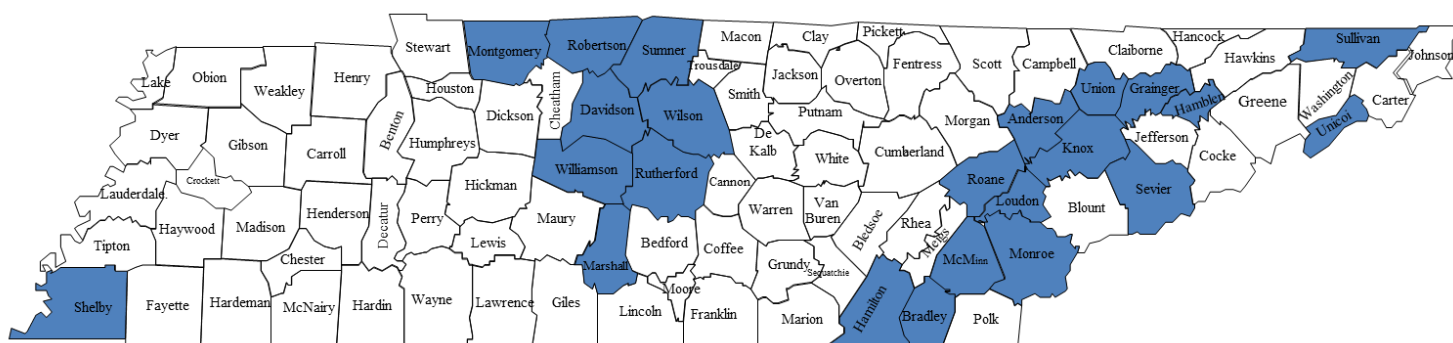 Lake
Obion
Weakley
Henry
Stewart
Montgomery
Robertson
Sumner
Macon
Clay
Pickett
Trousdale
Houston
Cheatham
Dickson
Davidson
Wilson
Smith
Jackson
Overton
Fentress
Scott
Campbell
Claiborne
Hancock
Hawkins
Sullivan
Johnson
Carter
Washington
Unicoi
Greene
Hamblen
Grainger
Union
Anderson
Morgan
Putnam
De
Kalb
White
Cumberland
Knox
Jefferson
Cocke
Sevier
Blount
Loudon
Roane
Dyer
Gibson
Crockett
Carroll
Benton
Humphreys
Hickman
Williamson
Rutherford
Cannon
Warren
Van
Buren
Bledsoe
Rhea
Meigs
McMinn
Monroe
Lauderdale
Haywood
Madison
Henderson
Decatur
Perry
Lewis
Maury
Marshall
Bedford
Coffee
Grundy
Sequatchie
Tipton
Chester
Shelby
Fayette
Hardeman
McNairy
Hardin
Wayne
Lawrence
Giles
Lincoln
Moore
Franklin
Marion
Hamilton
Bradley
Polk